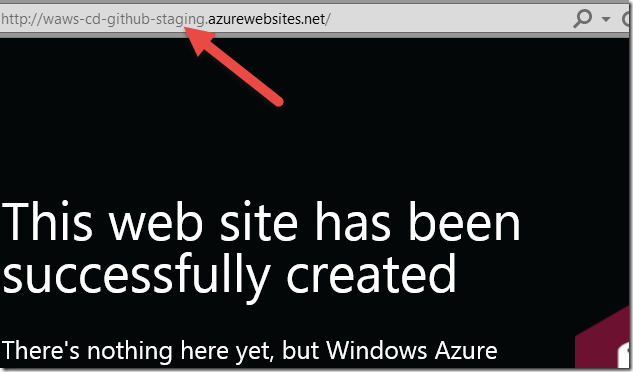 http://waws-cd-github-staging.azurewebsites.net/
This web site has been
successfully created
There's nothing here yet, but Windows Azure